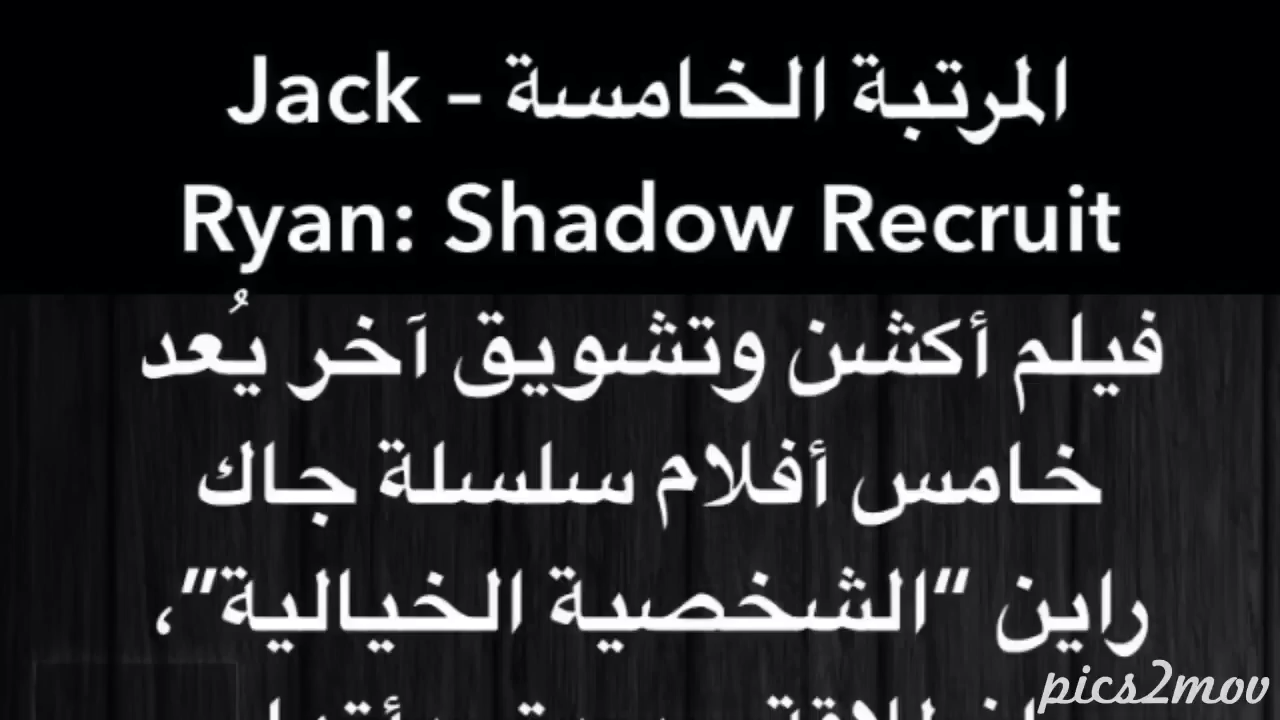 المرتبة الخامسة – Jack
Ryan: Shadow Recruit
فيلم أكشن وتشويق آخر يُعد
خامس أفلام سلسلة جاك
راين “الشخصية الخيالية”،
pics2mov